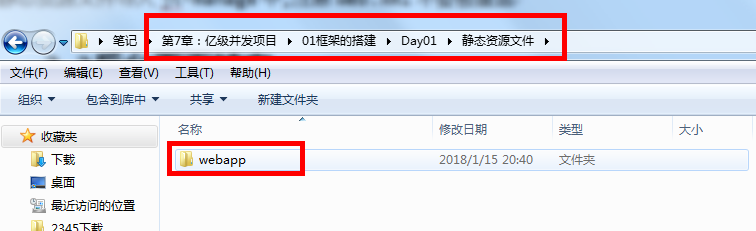 笔记 ▸ 第7章：亿级并发项目 ▸ 01框架的搭建 ▸ Day01 ▸ 静态资源文件 ▸
文件(F) 编辑(E) 查看(V) 工具(T) 帮助(H)
组织 包含到库中 共享 新建文件夹
收藏夹 名称 修改日期 类型 大小
下载 webapp 2018/1/15 20:40 文件夹
桌面
最近访问的位置
2345下载